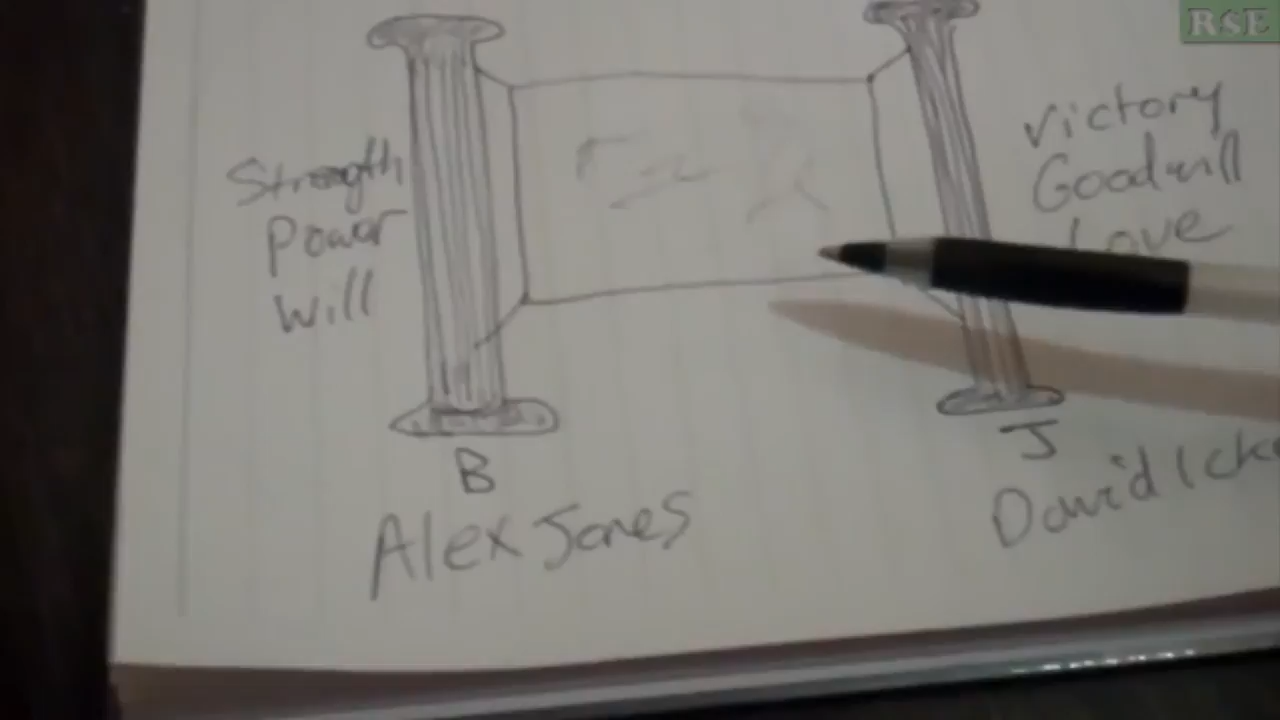 RSE
Strength
Power
Will
Victory
Goodwill
Love
B
J
Alex Jones
David Icke